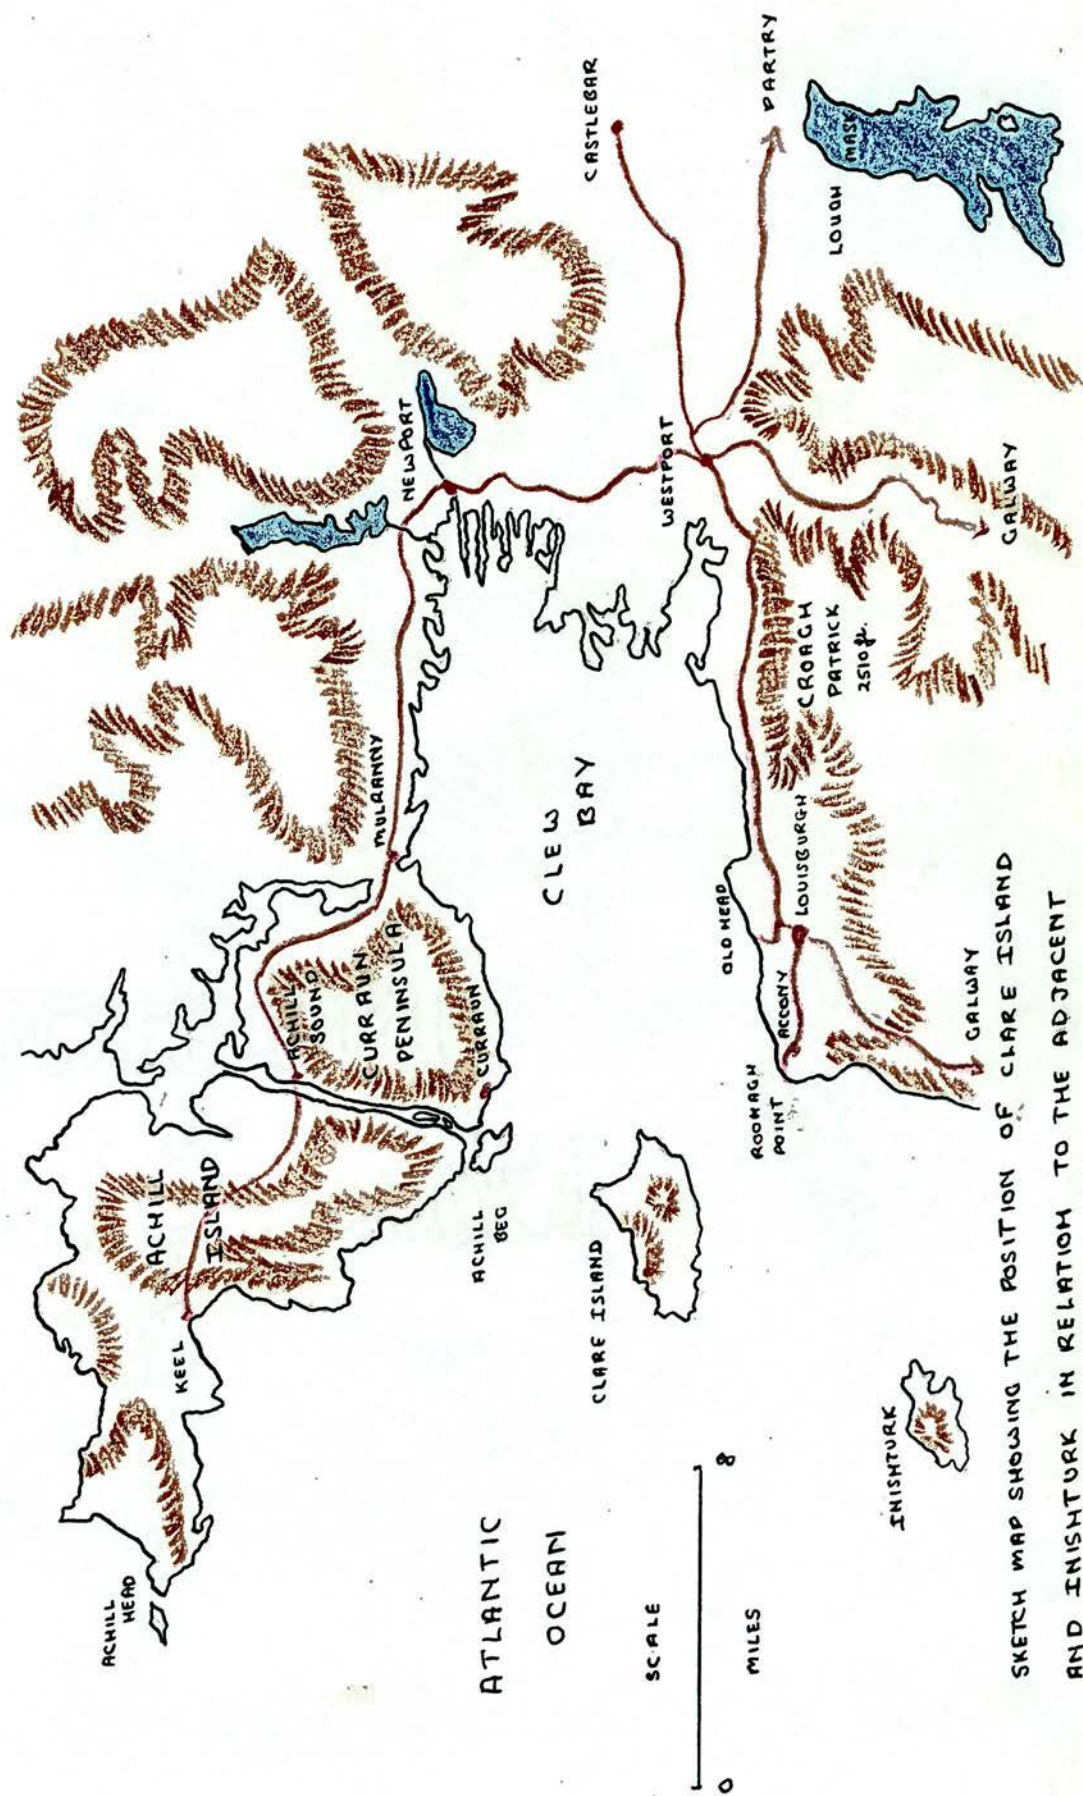 ACHILL
HEAD
KEEL
ACHILL
ISLAND
ACHILL
SOUND
CURRAUN
PENINSULA
CURRAUN
ACHILL
BEG
MULRANNY
NEWPORT
CASTLEBAR
WESTPORT
PARTRY
LOUGH
MASK
CLEW
BAY
CLARE ISLAND
OLD HEAD
LOUISBURGH
ACCONY
ROONAGH
POINT
CROAGH
PATRICK
2510 ft.
GALWAY
GALWAY
INISHTURK
ATLANTIC
OCEAN
SCALE
0 8
MILES
SKETCH MAP SHOWING THE POSITION OF CLARE ISLAND
AND INISHTURK IN RELATION TO THE ADJACENT